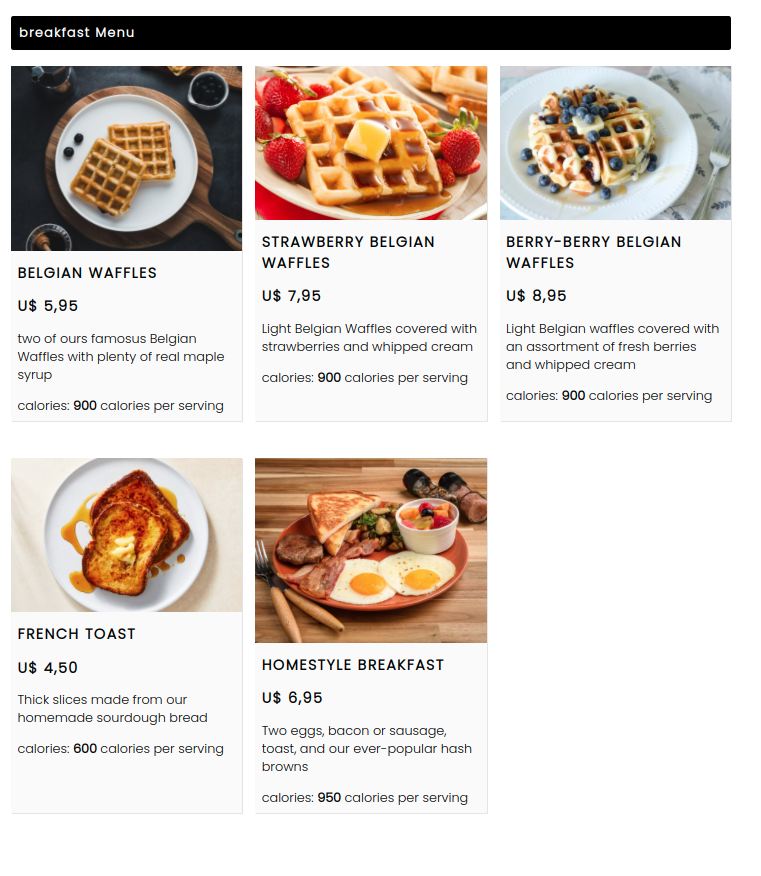 breakfast Menu
BELGIAN WAFFLES
U$ 5,95
two of ours famosus Belgian
Waffles with plenty of real maple
syrup
calories: 900 calories per serving
STRAWBERRY BELGIAN
WAFFLES
U$ 7,95
Light Belgian Waffles covered with
strawberries and whipped cream
calories: 900 calories per serving
BERRY-BERRY BELGIAN
WAFFLES
U$ 8,95
Light Belgian waffles covered with
an assortment of fresh berries
and whipped cream
calories: 900 calories per serving
FRENCH TOAST
U$ 4,50
Thick slices made from our
homemade sourdough bread
calories: 600 calories per serving
HOMESTYLE BREAKFAST
U$ 6,95
Two eggs, bacon or sausage,
toast, and our ever-popular hash
browns
calories: 950 calories per serving